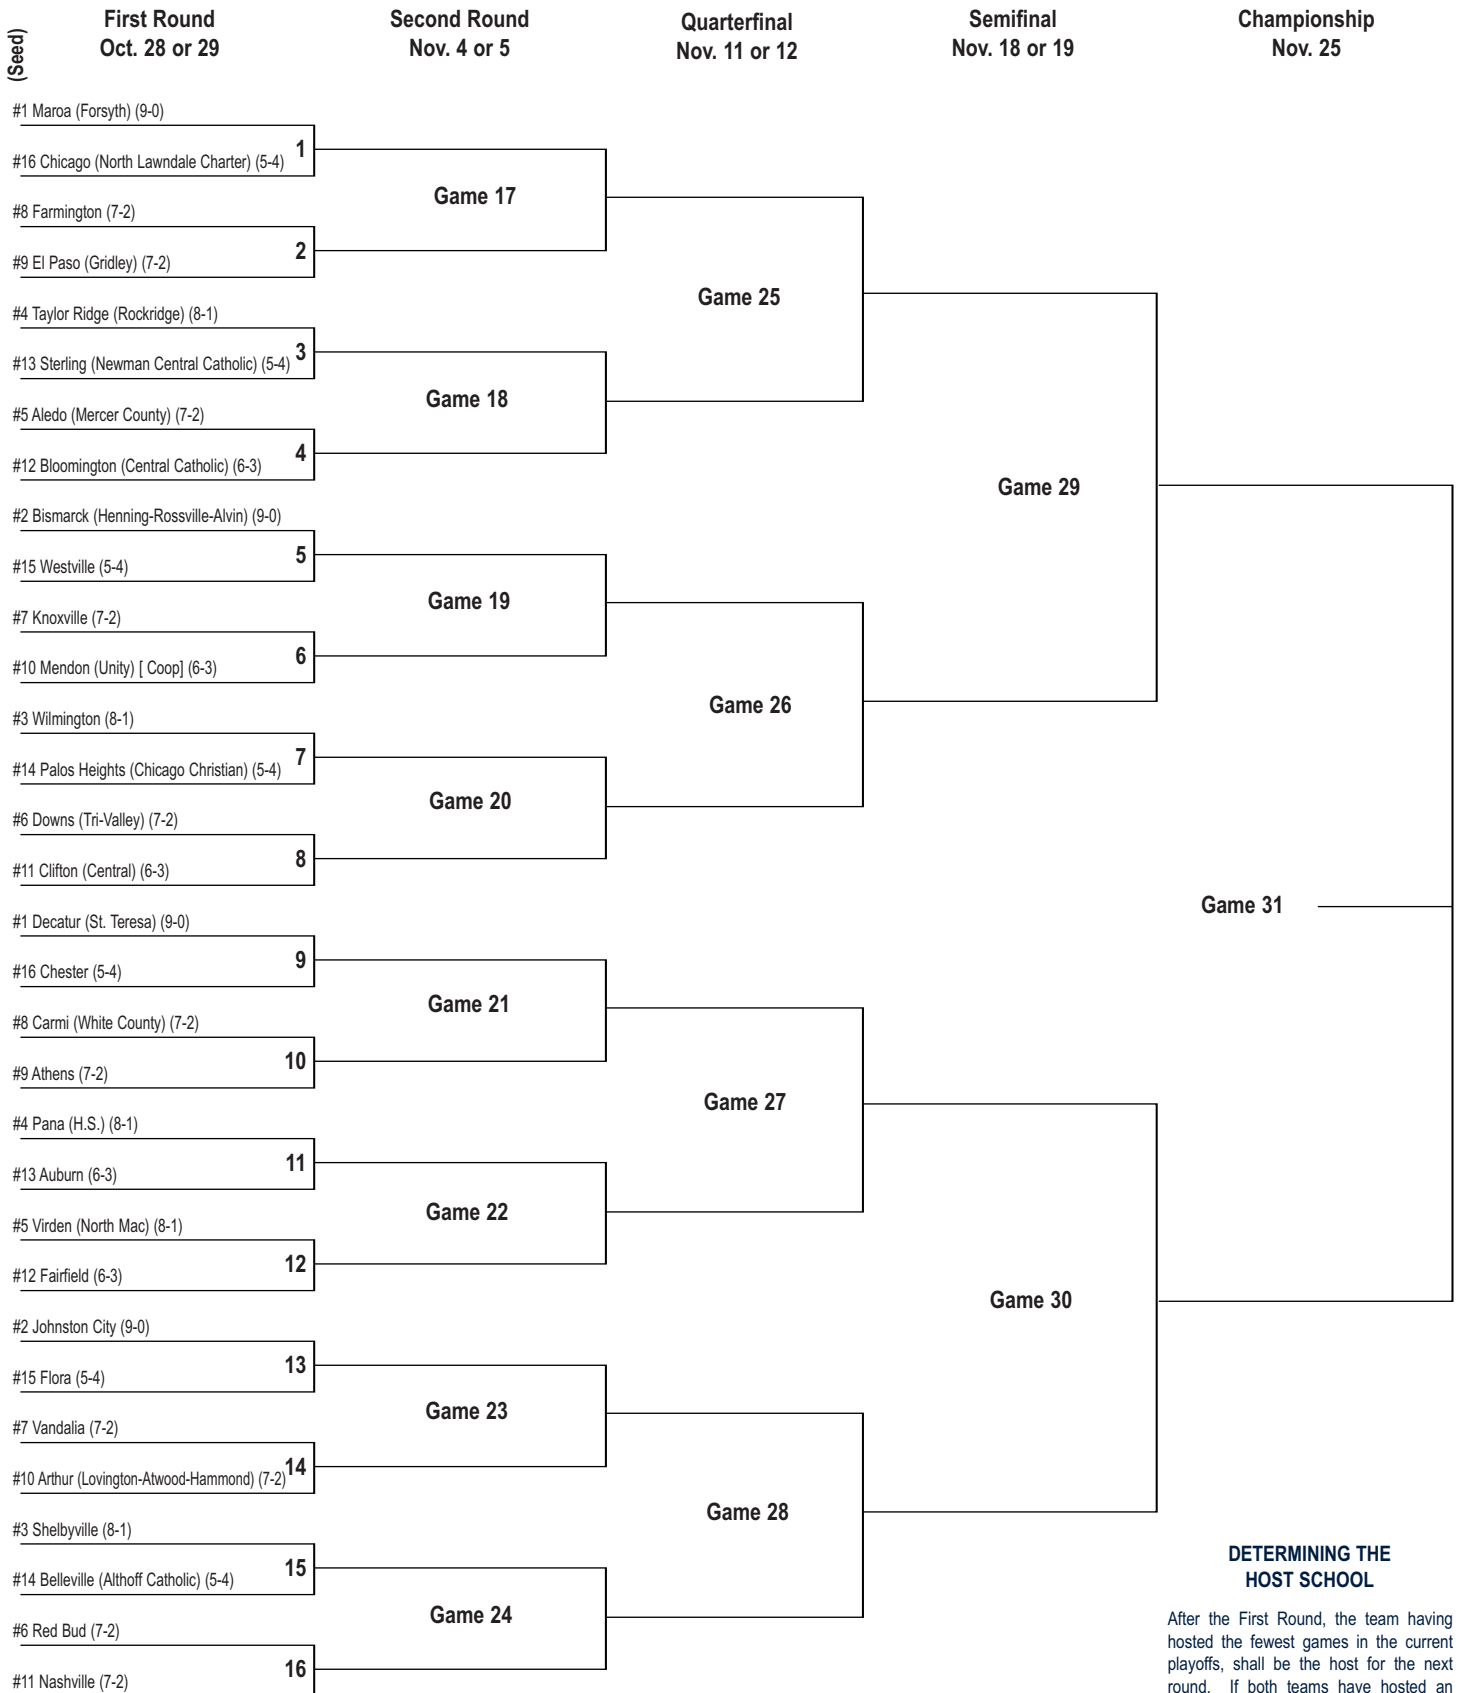 (Seed)
First Round
Oct. 28 or 29
Second Round
Nov. 4 or 5
Quarterfinal
Nov. 11 or 12
Semifinal
Nov. 18 or 19
Championship
Nov. 25
#1 Maroa (Forsyth) (9-0)
1
#16 Chicago (North Lawndale Charter) (5-4)
Game 17
#8 Farmington (7-2)
2
#9 El Paso (Gridley) (7-2)
Game 25
#4 Taylor Ridge (Rockridge) (8-1)
3
#13 Sterling (Newman Central Catholic) (5-4)
Game 18
#5 Aledo (Mercer County) (7-2)
4
#12 Bloomington (Central Catholic) (6-3)
Game 29
#2 Bismarck (Henning-Rossville-Alvin) (9-0)
5
#15 Westville (5-4)
Game 19
#7 Knoxville (7-2)
6
#10 Mendon (Unity) [ Coop] (6-3)
Game 26
#3 Wilmington (8-1)
7
#14 Palos Heights (Chicago Christian) (5-4)
Game 20
#6 Downs (Tri-Valley) (7-2)
8
#11 Clifton (Central) (6-3)
Game 31
#1 Decatur (St. Teresa) (9-0)
9
#16 Chester (5-4)
Game 21
#8 Carmi (White County) (7-2)
10
#9 Athens (7-2)
Game 27
#4 Pana (H.S.) (8-1)
11
#13 Auburn (6-3)
Game 22
#5 Virden (North Mac) (8-1)
12
#12 Fairfield (6-3)
Game 30
#2 Johnston City (9-0)
13
#15 Flora (5-4)
Game 23
#7 Vandalia (7-2)
14
#10 Arthur (Lovington-Atwood-Hammond) (7-2)
Game 28
#3 Shelbyville (8-1)
15
#14 Belleville (Althoff Catholic) (5-4)
Game 24
#6 Red Bud (7-2)
16
#11 Nashville (7-2)
DETERMINING THE
HOST SCHOOL
After the First Round, the team having
hosted the fewest games in the current
playoffs, shall be the host for the next
round. If both teams have hosted an